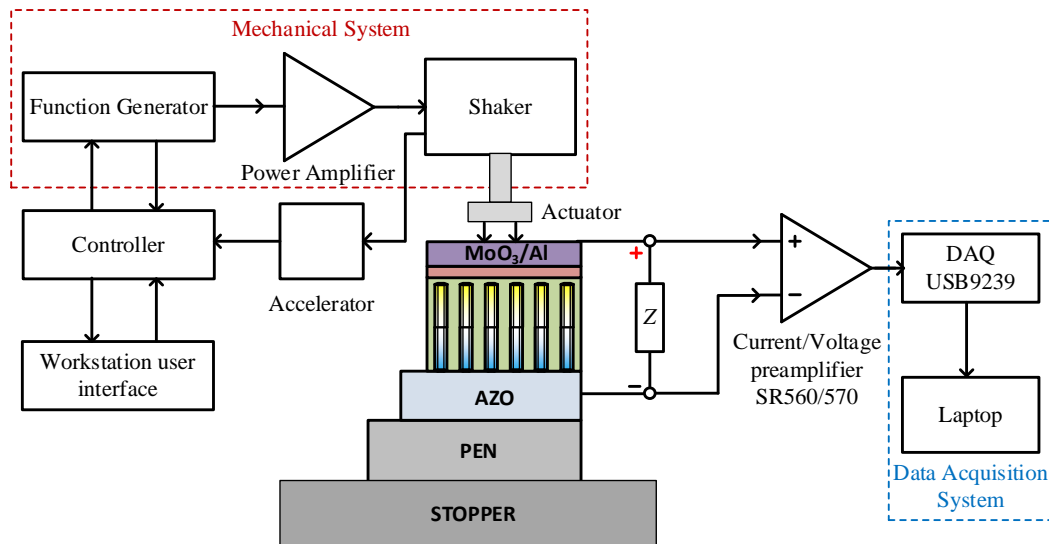 Mechanical System
Function Generator
Shaker
Power Amplifier
Controller
Actuator
Accelerator
MoO₃/Al
+
+
DAQ
USB9239
Z
−
Workstation user
interface
Current/Voltage
preamplifier
SR560/570
−
AZO
Laptop
PEN
Data Acquisition
System
STOPPER